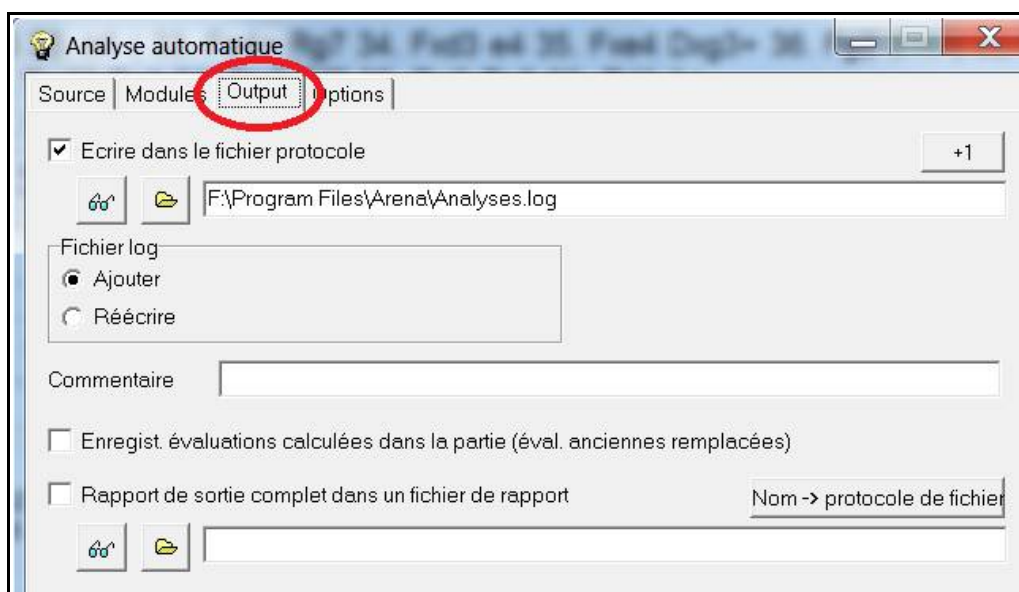 Analyse automatique
Source Modules Output Options
Ecrire dans le fichier protocole +1
F:\Program Files\Arena\Analyses.log
Fichier log
Ajouter
Réécrire
Commentaire
Enregist. évaluations calculées dans la partie (éval. anciennes remplacées)
Rapport de sortie complet dans un fichier de rapport Nom -> protocole de fichier